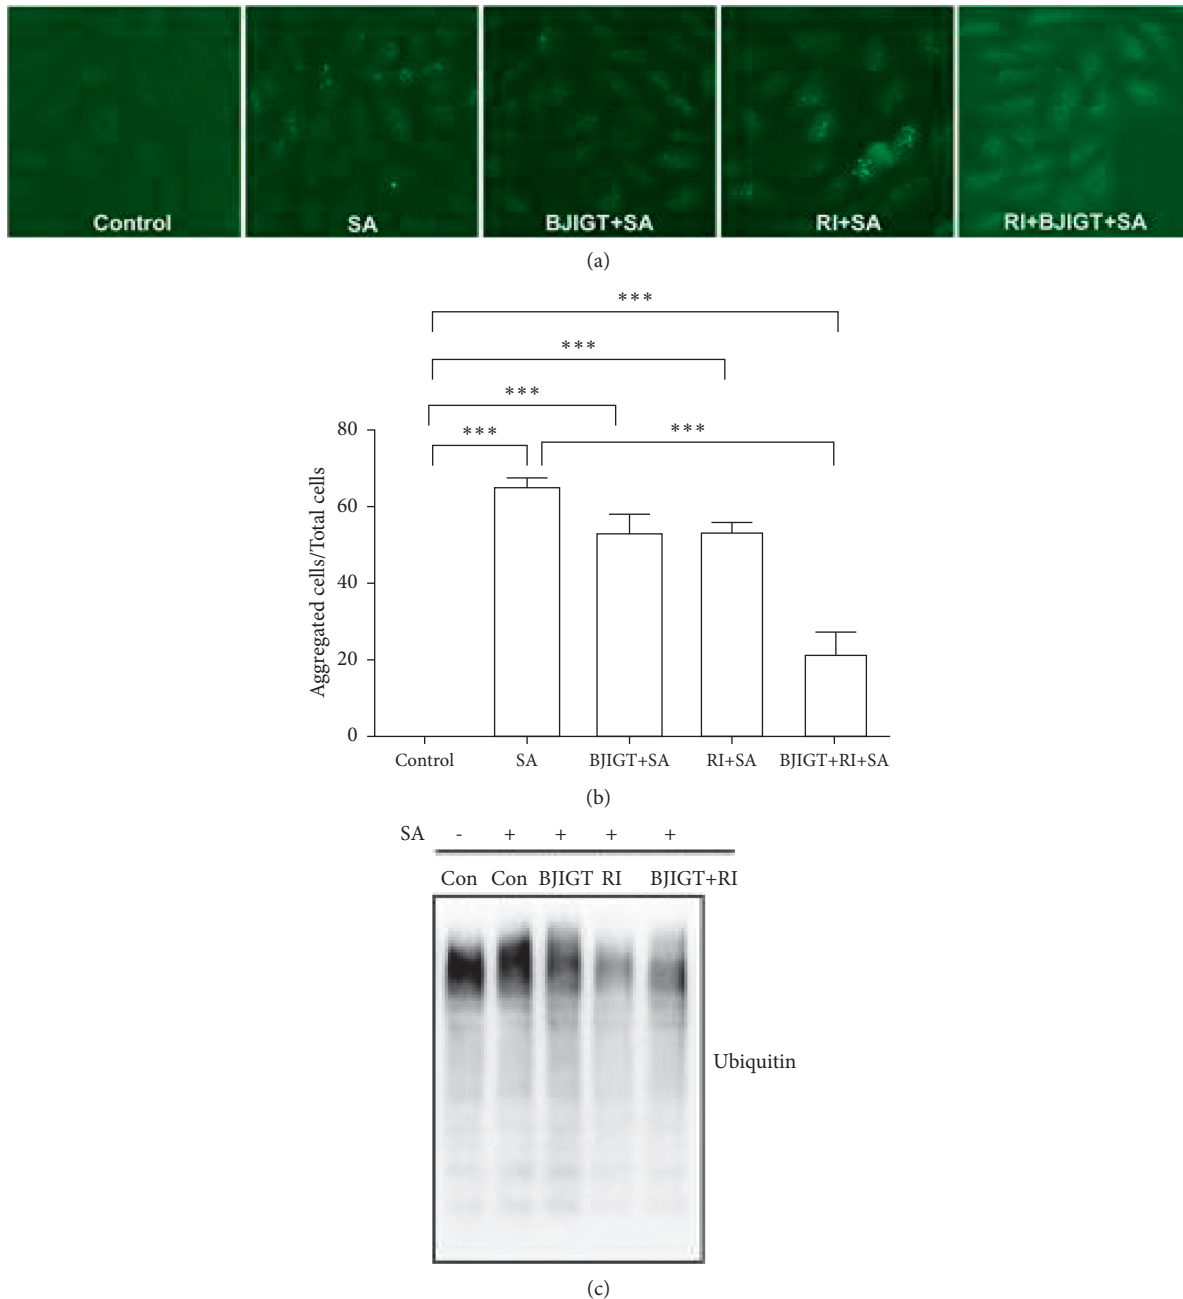 Control SA BJIGT+SA RI+SA RI+BJIGT+SA
(a)
***
***
***
*** ***
80
60
40
20
0
Aggregated cells/Total cells
Control SA BJIGT+SA RI+SA BJIGT+RI+SA
(b)
SA - + + + +
Con Con BJIGT RI BJIGT+RI
Ubiquitin
(c)